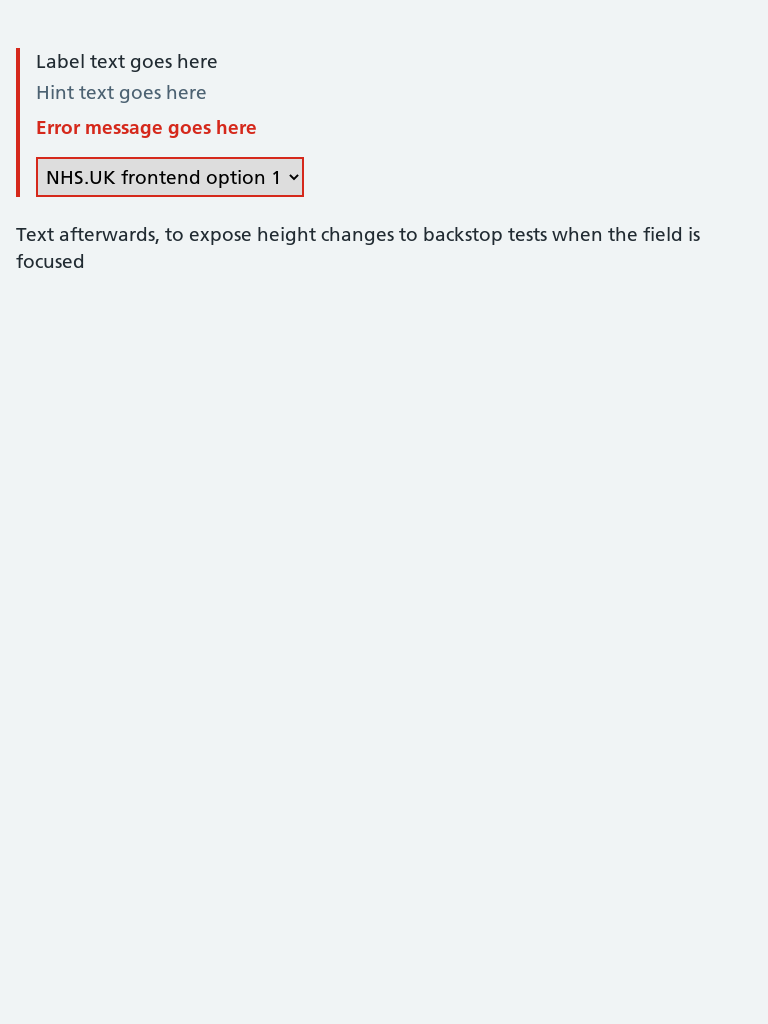 Label text goes here
Hint text goes here
Error message goes here
NHS.UK frontend option 1
Text afterwards, to expose height changes to backstop tests when the field is
focused